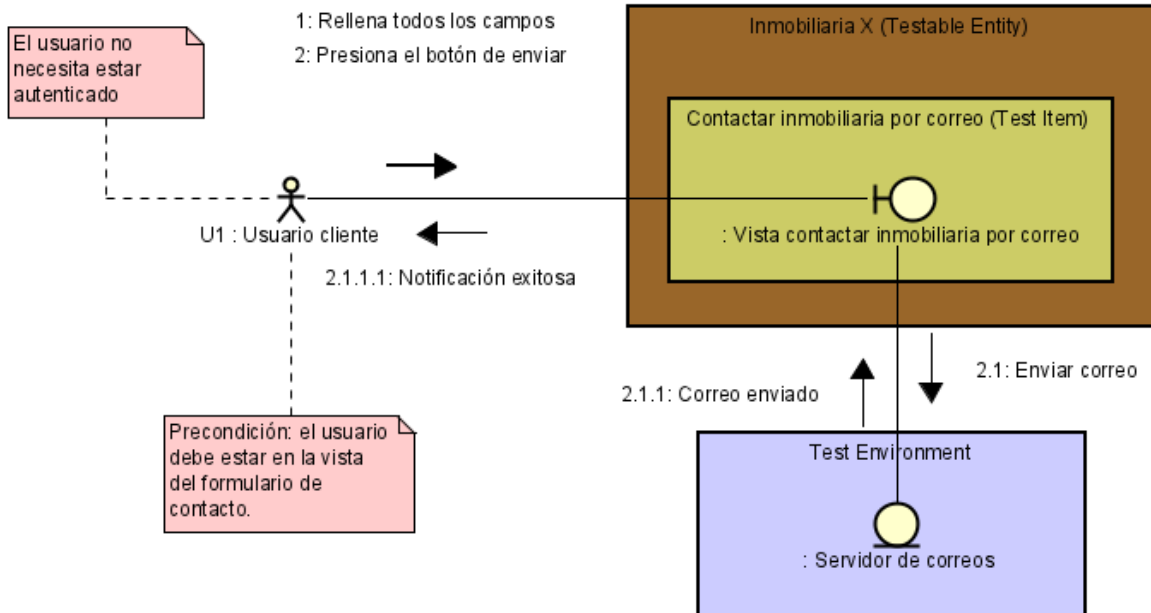 1: Rellena todos los campos
2: Presiona el botón de enviar
El usuario no
necesita estar
autenticado
Inmobiliaria X (Testable Entity)
Contactar inmobiliaria por correo (Test Item)
U1 : Usuario cliente
: Vista contactar inmobiliaria por correo
2.1.1.1: Notificación exitosa
2.1: Enviar correo
2.1.1: Correo enviado
Precondición: el usuario
debe estar en la vista
del formulario de
contacto.
Test Environment
: Servidor de correos